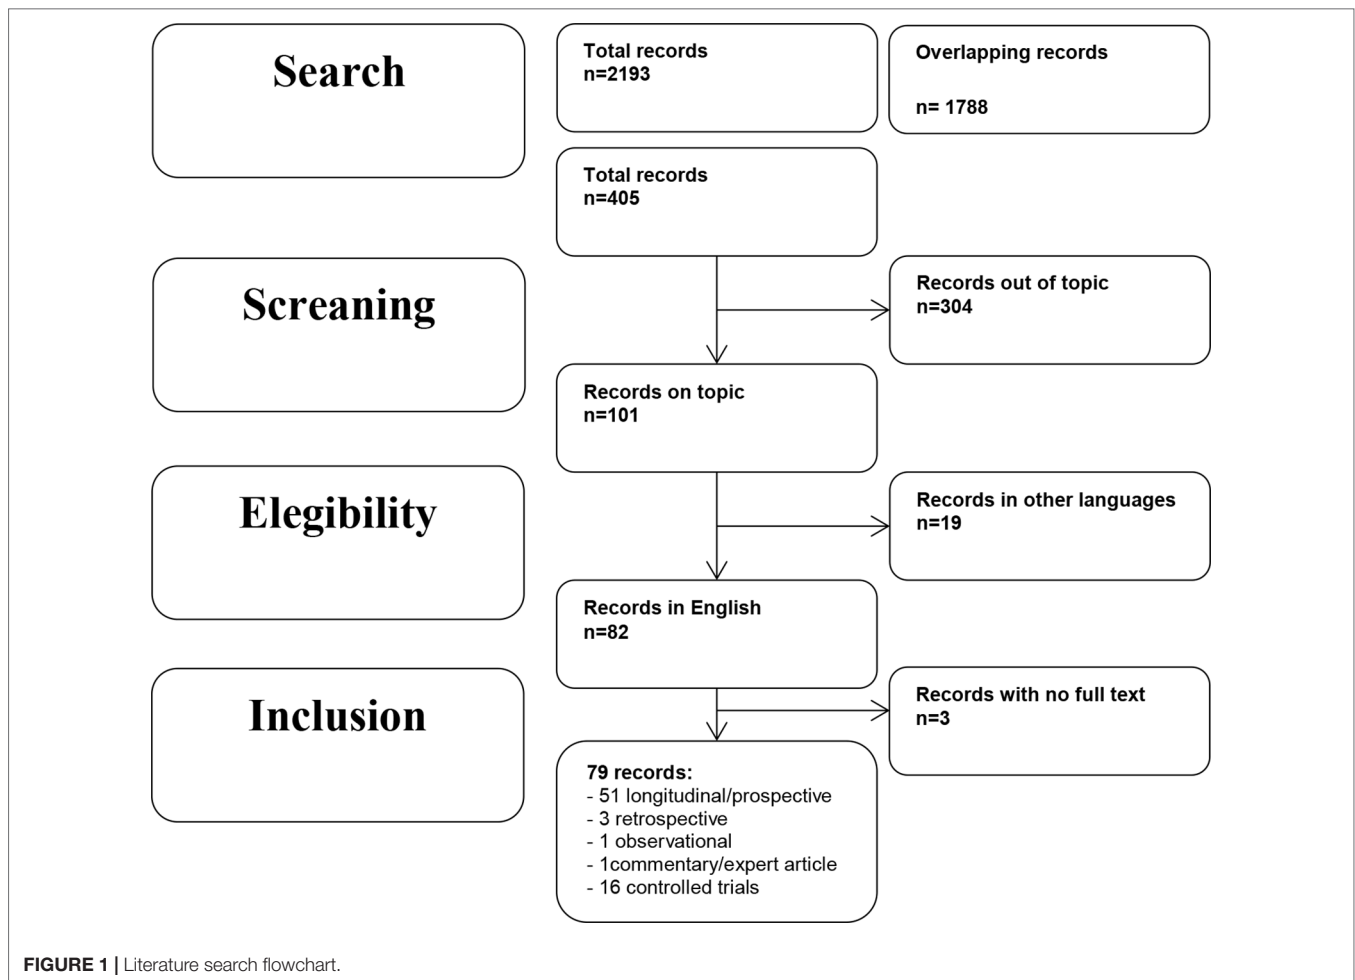 Search
Total records
n=2193
Overlapping records
n= 1788
Total records
n=405
Screaning
Records out of topic
n=304
Records on topic
n=101
Elegibility
Records in other languages
n=19
Records in English
n=82
Inclusion
Records with no full text
n=3
79 records:
- 51 longitudinal/prospective
- 3 retrospective
- 1 observational
- 1commentary/expert article
- 16 controlled trials
FIGURE 1 | Literature search flowchart.